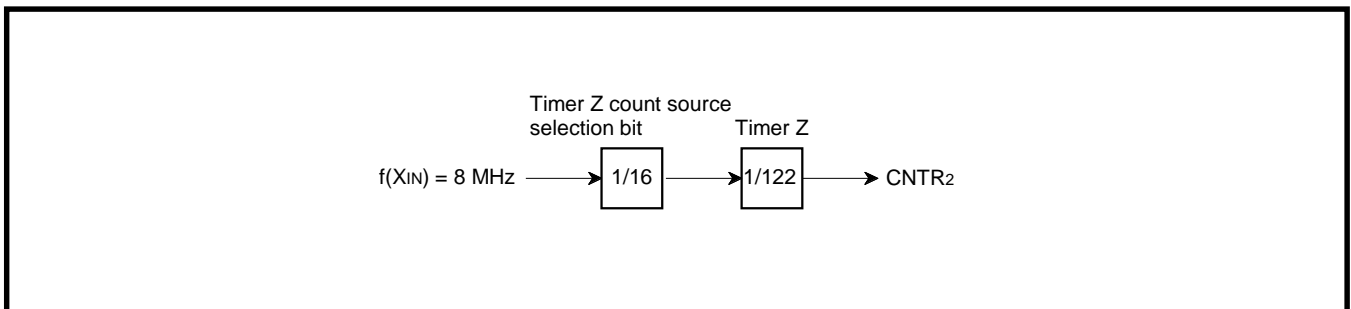 Timer Z count source
selection bit
Timer Z
f(XIN) = 8 MHz
1/16
1/122
CNTR2